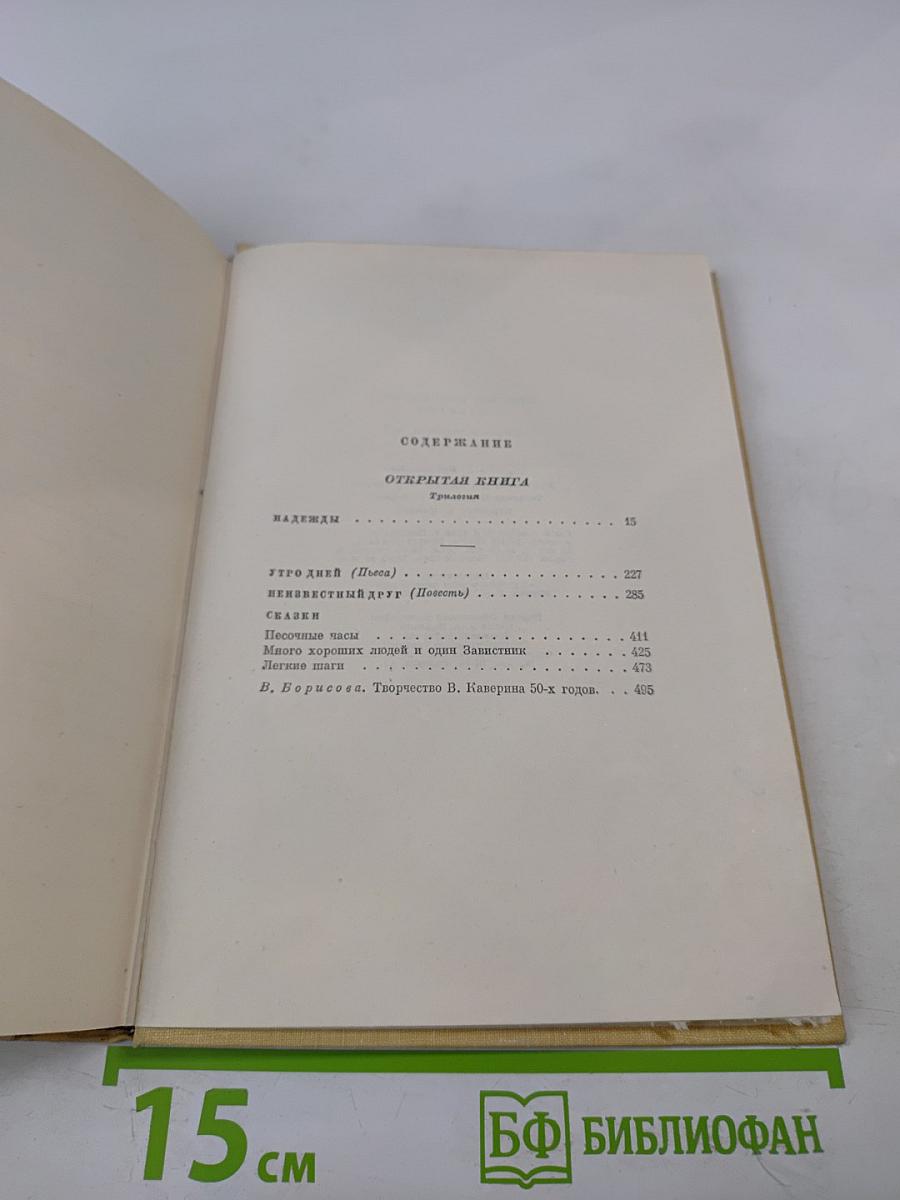 СОДЕРЖАНИЕ
ОТКРЫТАЯ КНИГА
Трилогия
НАДЕЖДЫ . . . . . . . . . . . . . . . . . . . . . . 15
УТРО ДНЕЙ (Пьеса) . . . . . . . . . . . . . . . . . . 227
НЕИЗВЕСТНЫЙ ДРУГ (Повесть) . . . . . . . . . . . . 285
СКАЗКИ
Песочные часы . . . . . . . . . . . . . . . . . . . . 411
Много хороших людей и один Завистник . . . . . . . 425
Легкие шаги . . . . . . . . . . . . . . . . . . . . . 473
В. Борисова. Творчество В. Каверина 50-х годов. . . 495
15 см
БФ БИБЛИОФАН